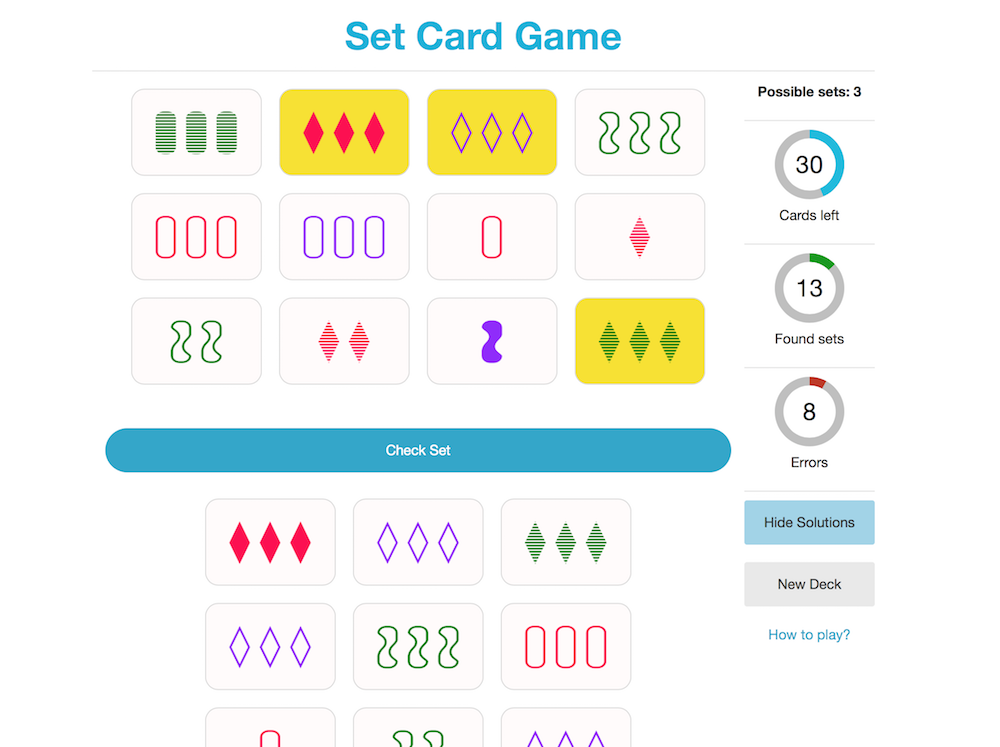 Set Card Game
Possible sets: 3
30
Cards left
13
Found sets
8
Errors
Check Set
Hide Solutions
New Deck
How to play?